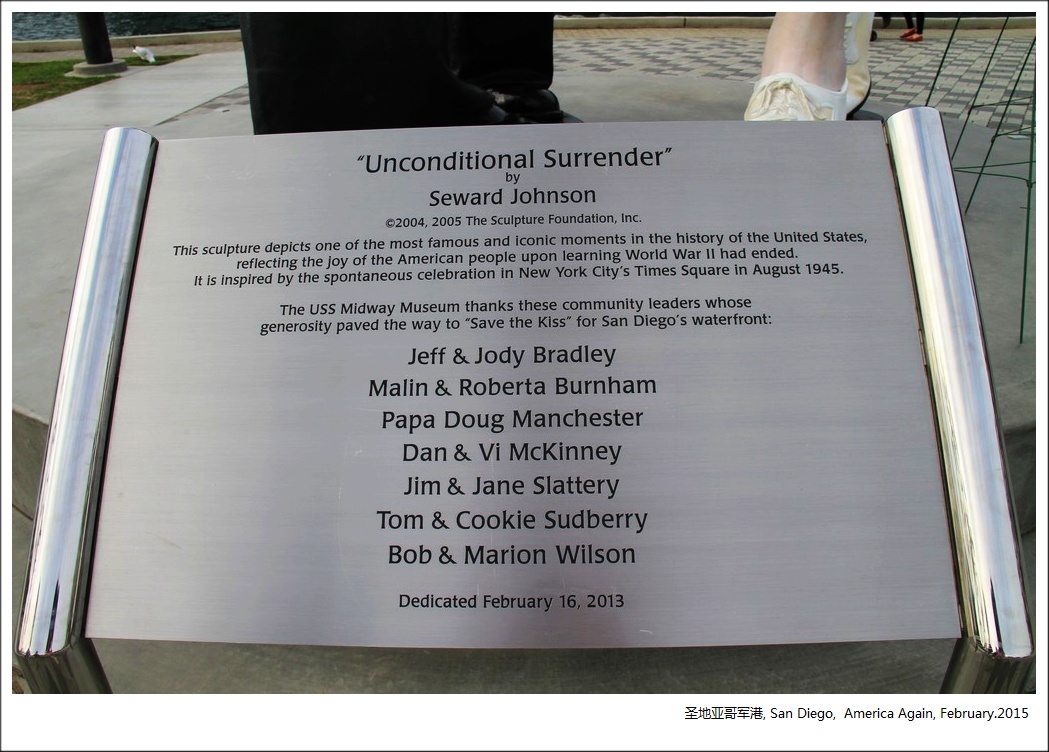 “Unconditional Surrender”
by
Seward Johnson
©2004, 2005 The Sculpture Foundation, Inc.
This sculpture depicts one of the most famous and iconic moments in the history of the United States,
reflecting the joy of the American people upon learning World War II had ended.
It is inspired by the spontaneous celebration in New York City’s Times Square in August 1945.
The USS Midway Museum thanks these community leaders whose
generosity paved the way to “Save the Kiss” for San Diego’s waterfront:
Jeff & Jody Bradley
Malin & Roberta Burnham
Papa Doug Manchester
Dan & Vi McKinney
Jim & Jane Slattery
Tom & Cookie Sudberry
Bob & Marion Wilson
Dedicated February 16, 2013
圣地亚哥军港, San Diego,  America Again, February.2015